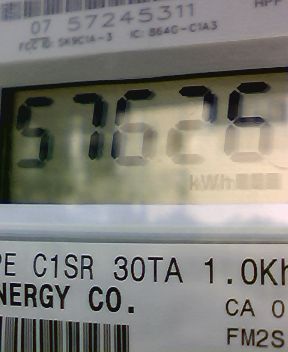 07 57245311
FCC ID: SK9C1A-3 IC: 864G-C1A3
57626
kWh
PE C1SR 30TA 1.0Kh
NERGY CO.
CA 0
FM2S